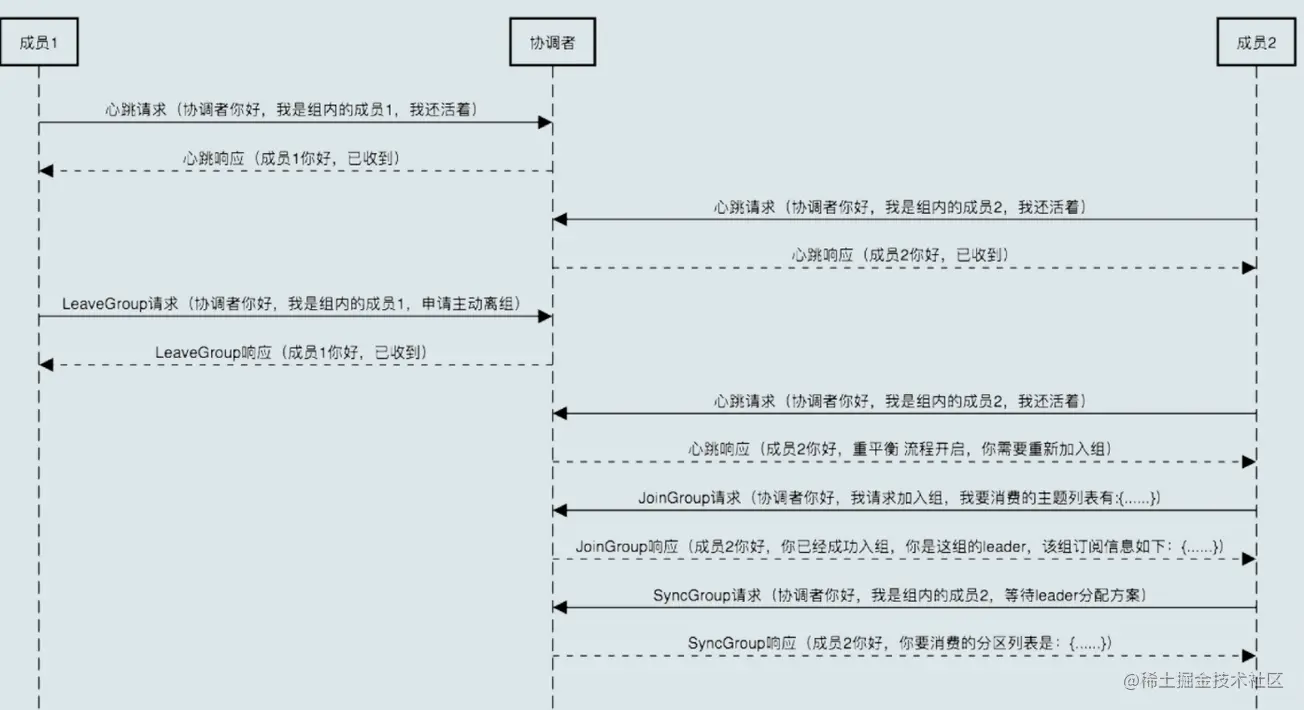 成员1
协调者
成员2
心跳请求（协调者你好，我是组内的成员1，我还活着）
心跳响应（成员1你好，已收到）
心跳请求（协调者你好，我是组内的成员2，我还活着）
心跳响应（成员2你好，已收到）
LeaveGroup请求（协调者你好，我是组内的成员1，申请主动离组）
LeaveGroup响应（成员1你好，已收到）
心跳请求（协调者你好，我是组内的成员2，我还活着）
心跳响应（成员2你好，重平衡 流程开启，你需要重新加入组）
JoinGroup请求（协调者你好，我请求加入组，我要消费的主题列表有:{......}）
JoinGroup响应（成员2你好，你已经成功入组，你是这组的leader，该组订阅信息如下：{......}）
SyncGroup请求（协调者你好，我是组内的成员2，等待leader分配方案）
SyncGroup响应（成员2你好，你要消费的分区列表是：{......}）
@稀土掘金技术社区